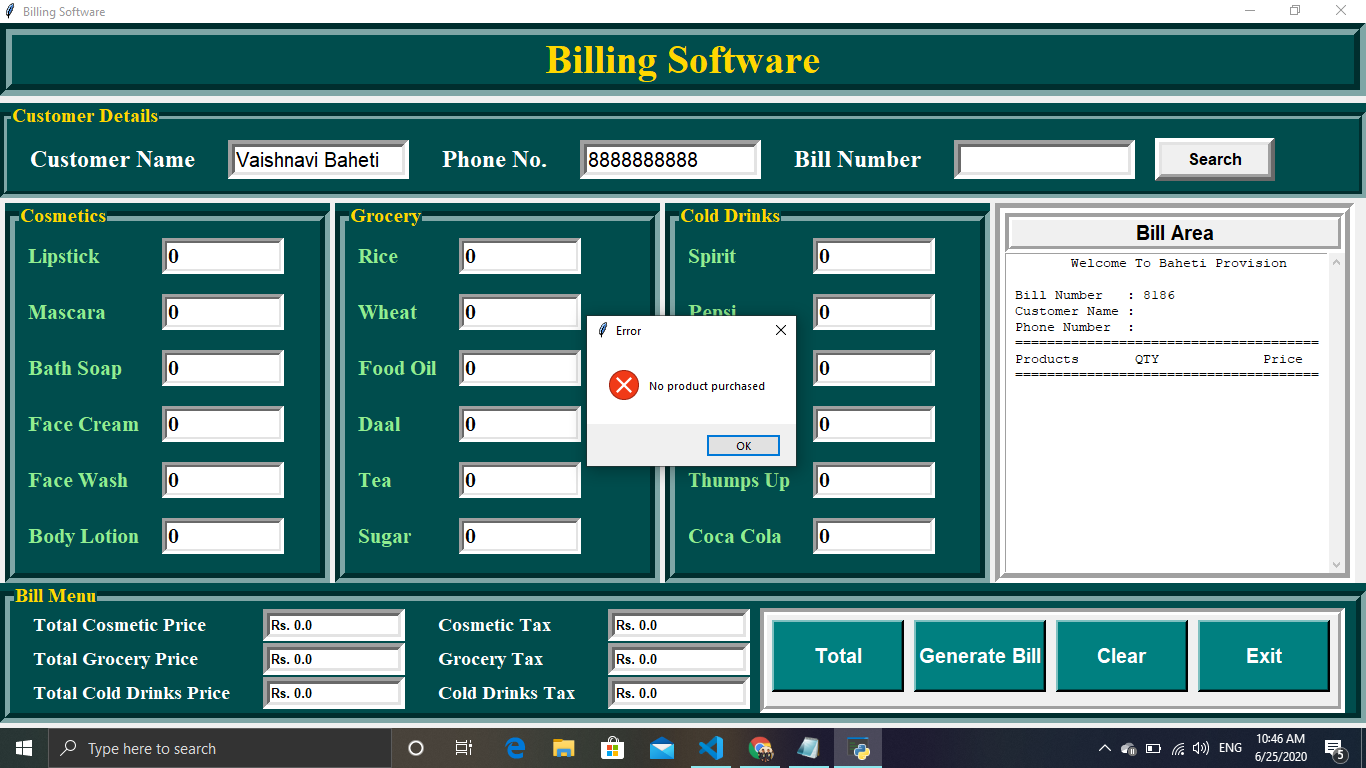 Billing Software
Billing Software
Customer Details
Customer Name Vaishnavi Baheti Phone No. 8888888888 Bill Number Search
Cosmetics
Lipstick 0
Mascara 0
Bath Soap 0
Face Cream 0
Face Wash 0
Body Lotion 0
Grocery
Rice 0
Wheat 0
Food Oil 0
Daal 0
Tea 0
Sugar 0
Cold Drinks
Spirit 0
Pepsi 0
0
0
Thumps Up 0
Coca Cola 0
Error
No product purchased
OK
Bill Area
Welcome To Baheti Provision
Bill Number : 8186
Customer Name :
Phone Number :
======================================
Products QTY Price
======================================
Bill Menu
Total Cosmetic Price Rs. 0.0 Cosmetic Tax Rs. 0.0
Total Grocery Price Rs. 0.0 Grocery Tax Rs. 0.0
Total Cold Drinks Price Rs. 0.0 Cold Drinks Tax Rs. 0.0
Total Generate Bill Clear Exit
Type here to search
ENG
10:46 AM
6/25/2020
5